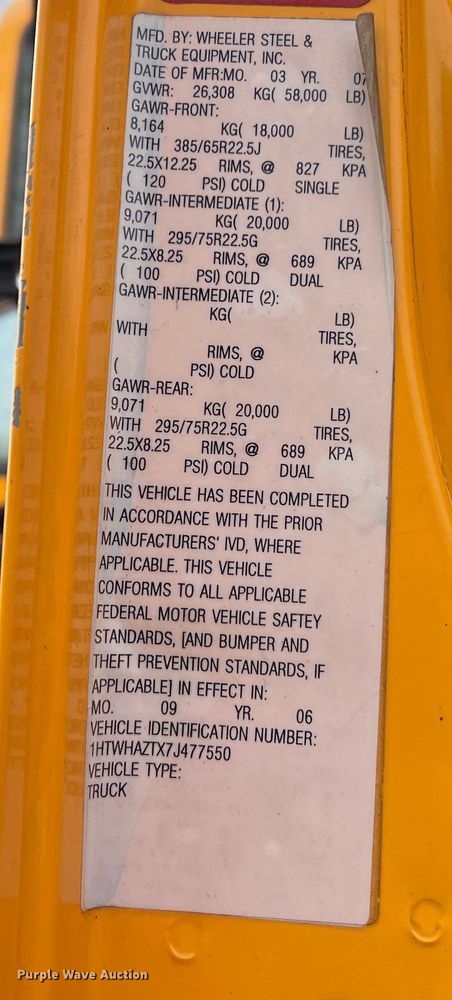 MFD. BY: WHEELER STEEL &
TRUCK EQUIPMENT, INC.
DATE OF MFR:MO. 03 YR. 07
GVWR: 26,308 KG( 58,000 LB)
GAWR-FRONT:
8,164 KG( 18,000 LB)
WITH 385/65R22.5J TIRES,
22.5X12.25 RIMS, @ 827 KPA
( 120 PSI) COLD SINGLE
GAWR-INTERMEDIATE (1):
9,071 KG( 20,000 LB)
WITH 295/75R22.5G TIRES,
22.5X8.25 RIMS, @ 689 KPA
( 100 PSI) COLD DUAL
GAWR-INTERMEDIATE (2):
KG( LB)
WITH TIRES,
RIMS, @ KPA
( PSI) COLD
GAWR-REAR:
9,071 KG( 20,000 LB)
WITH 295/75R22.5G TIRES,
22.5X8.25 RIMS, @ 689 KPA
( 100 PSI) COLD DUAL
THIS VEHICLE HAS BEEN COMPLETED
IN ACCORDANCE WITH THE PRIOR
MANUFACTURERS' IVD, WHERE
APPLICABLE. THIS VEHICLE
CONFORMS TO ALL APPLICABLE
FEDERAL MOTOR VEHICLE SAFTEY
STANDARDS, [AND BUMPER AND
THEFT PREVENTION STANDARDS, IF
APPLICABLE] IN EFFECT IN:
MO. 09 YR. 06
VEHICLE IDENTIFICATION NUMBER:
1HTWHAZTX7J477550
VEHICLE TYPE:
TRUCK
Purple Wave Auction